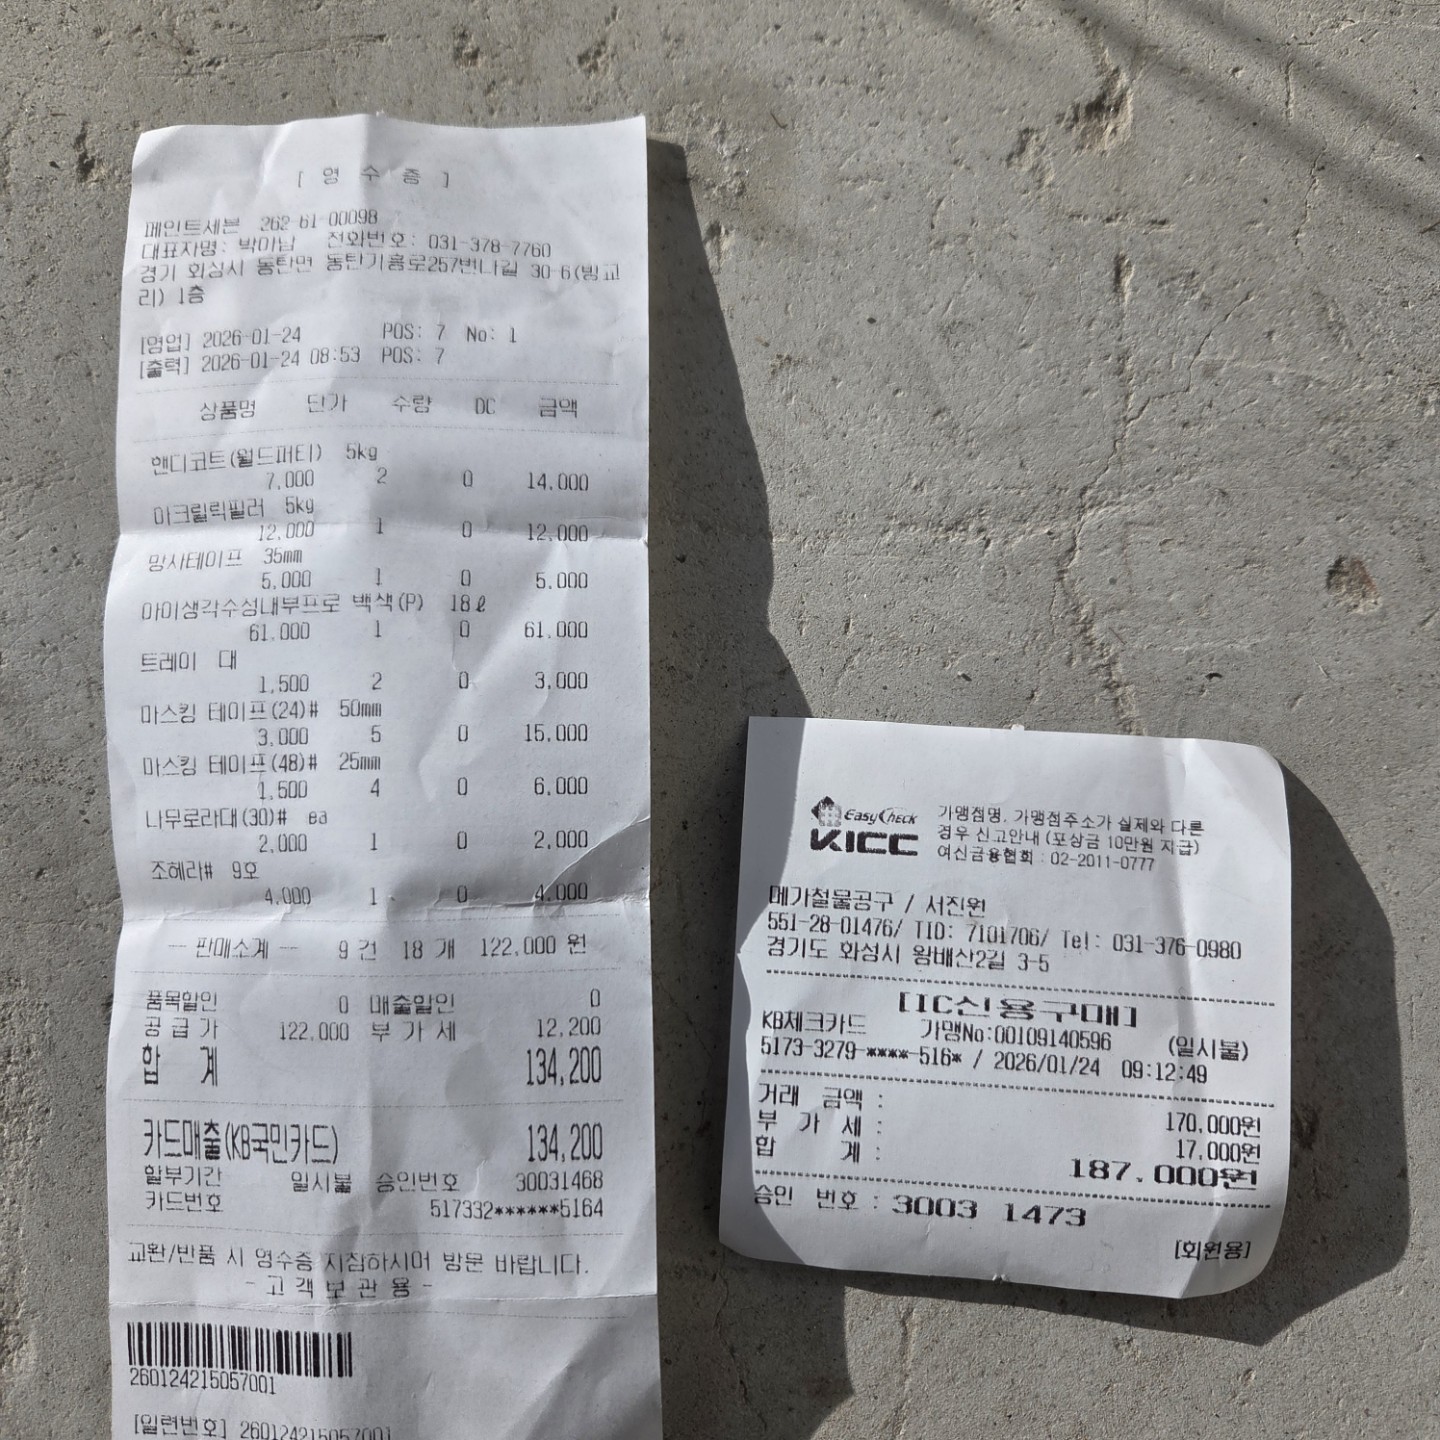 [ 영 수 증 ]
페인트세븐 262-61-00098
대표자명: 박아남 전화번호: 031-378-7760
경기 화성시 동탄면 동탄기흥로257번나길 30-6(방교
리) 1층
[영업] 2026-01-24 POS: 7 No: 1
[출력] 2026-01-24 08:53 POS: 7
상품명 단가 수량 DC 금액
핸디코트(월드퍼티) 5kg
7,000 2 0 14,000
아크릴릭필러 5kg
12,000 1 0 12,000
망사테이프 35mm
5,000 1 0 5,000
아이생각수성내부프로 백색(P) 18ℓ
61,000 1 0 61,000
트레이 대
1,500 2 0 3,000
마스킹 테이프(24)# 50mm
3,000 5 0 15,000
마스킹 테이프(48)# 25mm
1,500 4 0 6,000
나무로라대(30)# ea
2,000 1 0 2,000
조헤라# 9호
4,000 1 0 4,000
-- 판매소계 -- 9 건 18 개 122,000 원
품목할인 0 매출할인 0
공 급 가 122,000 부 가 세 12,200
합 계 134,200
카드매출(KB국민카드) 134,200
할부기간 일시불 승인번호 30031468
카드번호 517332******5164
교환/반품 시 영수증 지참하시어 방문 바랍니다.
- 고 객 보 관 용 -
260124215057001
[일련번호] 260124215057001
EasyCheck
KICC
가맹점명, 가맹점주소가 실제와 다른
경우 신고안내 (포상금 10만원 지급)
여신금융협회 : 02-2011-0777
메가철물공구 / 서진원
551-28-01476/ TID: 7101706/ Tel: 031-376-0980
경기도 화성시 왕배산2길 3-5
[IC신용구매]
KB체크카드 가맹No:00109140596 (일시불)
5173-3279-****-516* / 2026/01/24 09:12:49
거래 금액 : 170,000원
부 가 세 : 17,000원
합 계 : 187,000원
승인 번호 : 3003 1473
[회원용]